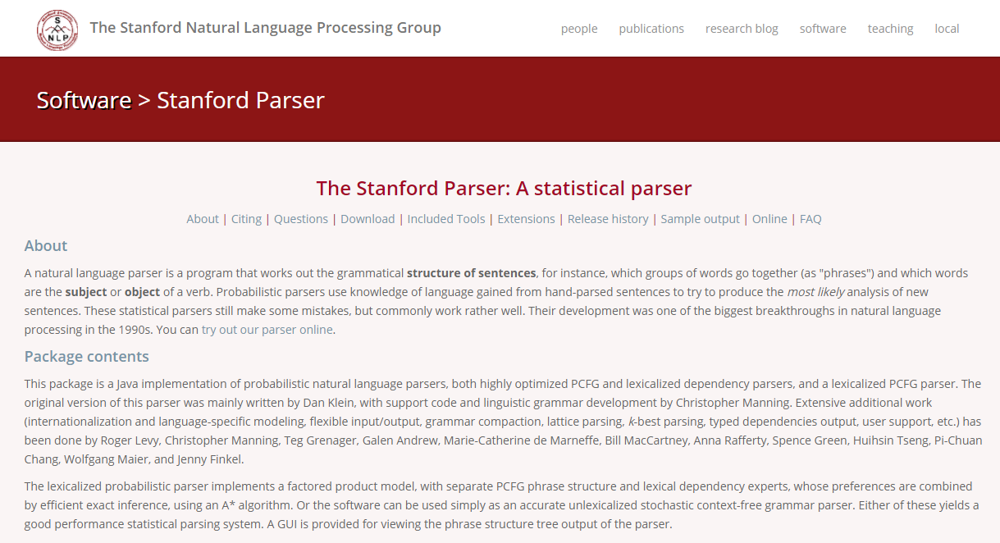 S
NLP
The Stanford Natural Language Processing Group
people publications research blog software teaching local
Software > Stanford Parser
The Stanford Parser: A statistical parser
About | Citing | Questions | Download | Included Tools | Extensions | Release history | Sample output | Online | FAQ
About
A natural language parser is a program that works out the grammatical structure of sentences, for instance, which groups of words go together (as "phrases") and which words
are the subject or object of a verb. Probabilistic parsers use knowledge of language gained from hand-parsed sentences to try to produce the most likely analysis of new
sentences. These statistical parsers still make some mistakes, but commonly work rather well. Their development was one of the biggest breakthroughs in natural language
processing in the 1990s. You can try out our parser online.
Package contents
This package is a Java implementation of probabilistic natural language parsers, both highly optimized PCFG and lexicalized dependency parsers, and a lexicalized PCFG parser. The
original version of this parser was mainly written by Dan Klein, with support code and linguistic grammar development by Christopher Manning. Extensive additional work
(internationalization and language-specific modeling, flexible input/output, grammar compaction, lattice parsing, k-best parsing, typed dependencies output, user support, etc.) has
been done by Roger Levy, Christopher Manning, Teg Grenager, Galen Andrew, Marie-Catherine de Marneffe, Bill MacCartney, Anna Rafferty, Spence Green, Huihsin Tseng, Pi-Chuan
Chang, Wolfgang Maier, and Jenny Finkel.
The lexicalized probabilistic parser implements a factored product model, with separate PCFG phrase structure and lexical dependency experts, whose preferences are combined
by efficient exact inference, using an A* algorithm. Or the software can be used simply as an accurate unlexicalized stochastic context-free grammar parser. Either of these yields a
good performance statistical parsing system. A GUI is provided for viewing the phrase structure tree output of the parser.